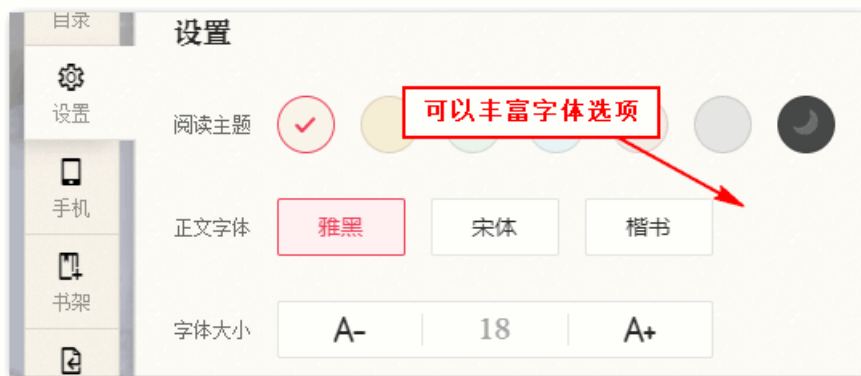 目录
设置
设置
阅读主题
可以丰富字体选项
手机
正文字体 雅黑 宋体 楷书
书架
字体大小 A- 18 A+